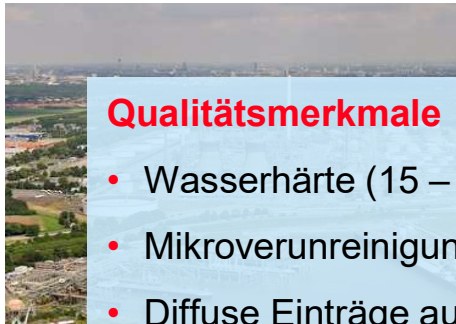 Qualitätsmerkmale
• Wasserhärte (15 –
• Mikroverunreinigun
• Diffuse Einträge au